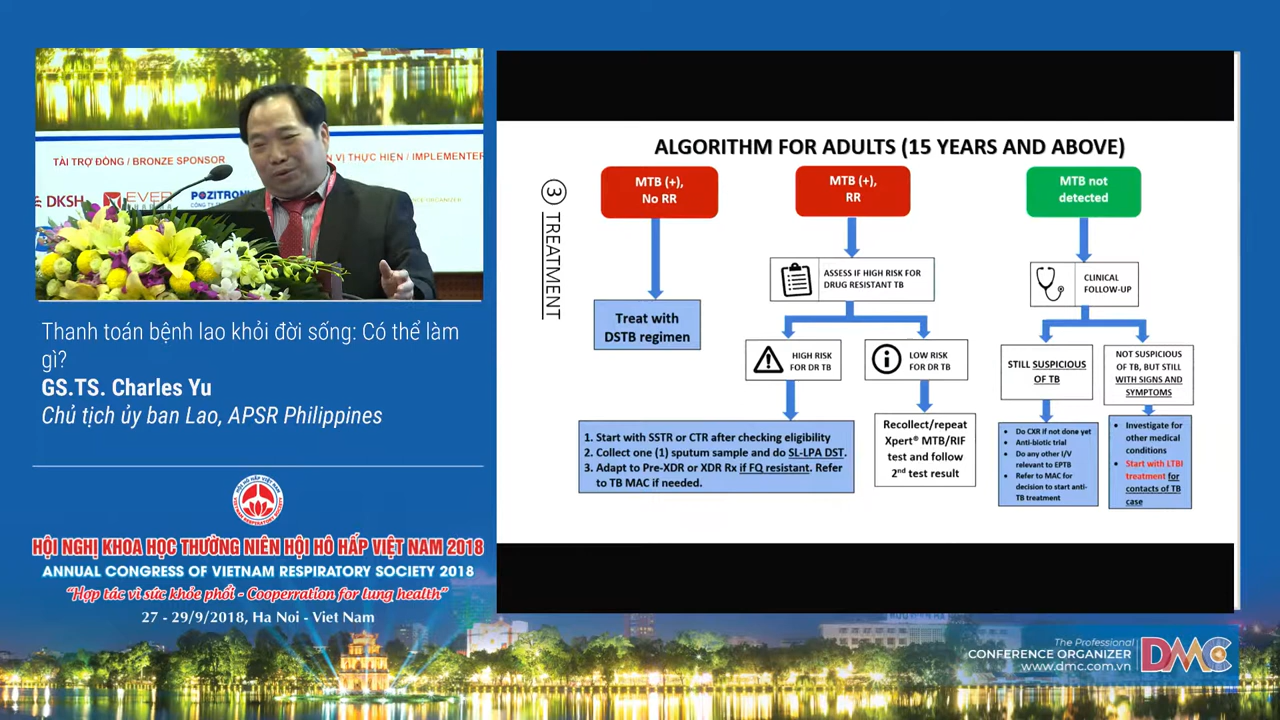 TÀI TRỢ ĐỒNG / BRONZE SPONSOR
N VỊ THỰC HIỆN / IMPLEMENTER
DKSH
EVER
POZITRON
Thanh toán bệnh lao khỏi đời sống: Có thể làm
gì?
GS.TS. Charles Yu
Chủ tịch ủy ban Lao, APSR Philippines
HỘI HÔ HẤP VIỆT NAM
HỘI NGHỊ KHOA HỌC THƯỜNG NIÊN HỘI HÔ HẤP VIỆT NAM 2018
ANNUAL CONGRESS OF VIETNAM RESPIRATORY SOCIETY 2018
“Hợp tác vì sức khỏe phổi - Cooperration for lung health”
27 - 29/9/2018, Ha Noi - Viet Nam
ALGORITHM FOR ADULTS (15 YEARS AND ABOVE)
③ TREATMENT
MTB (+),
No RR
Treat with
DSTB regimen
MTB (+),
RR
ASSESS IF HIGH RISK FOR
DRUG RESISTANT TB
HIGH RISK
FOR DR TB
LOW RISK
FOR DR TB
1. Start with SSTR or CTR after checking eligibility
2. Collect one (1) sputum sample and do SL-LPA DST.
3. Adapt to Pre-XDR or XDR Rx if FQ resistant. Refer
to TB MAC if needed.
Recollect/repeat
Xpert® MTB/RIF
test and follow
2nd test result
MTB not
detected
CLINICAL
FOLLOW-UP
STILL SUSPICIOUS
OF TB
NOT SUSPICIOUS
OF TB, BUT STILL
WITH SIGNS AND
SYMPTOMS
• Do CXR if not done yet
• Anti-biotic trial
• Do any other I/V
relevant to EPTB
• Refer to MAC for
decision to start anti-
TB treatment
• Investigate for
other medical
conditions
• Start with LTBI
treatment for
contacts of TB
case
The Professional
CONFERENCE ORGANIZER
www.dmc.com.vn
DMC